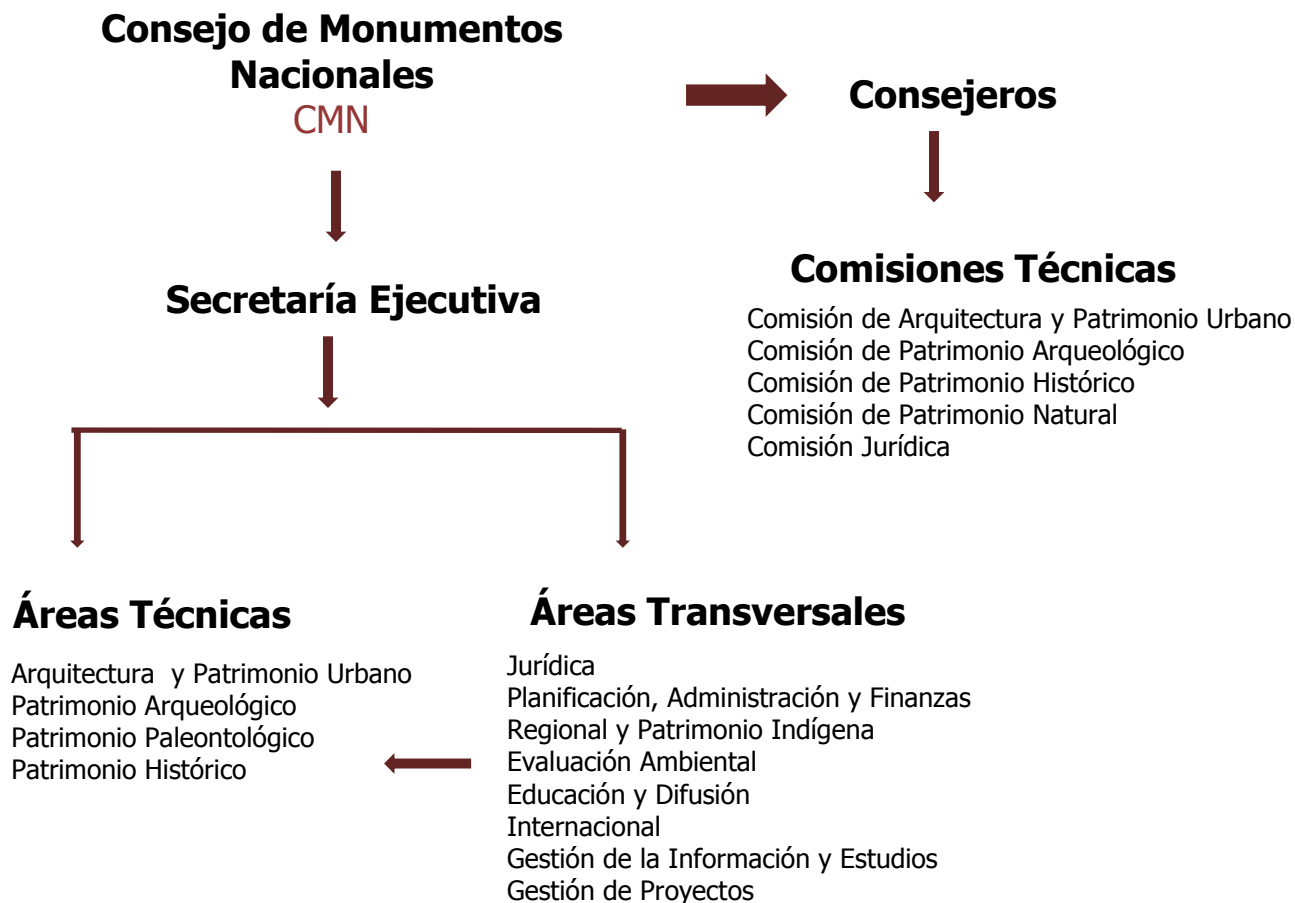 Consejo de Monumentos
Nacionales
CMN
Consejeros
Secretaría Ejecutiva
Comisiones Técnicas
Comisión de Arquitectura y Patrimonio Urbano
Comisión de Patrimonio Arqueológico
Comisión de Patrimonio Histórico
Comisión de Patrimonio Natural
Comisión Jurídica
Áreas Técnicas
Arquitectura y Patrimonio Urbano
Patrimonio Arqueológico
Patrimonio Paleontológico
Patrimonio Histórico
Áreas Transversales
Jurídica
Planificación, Administración y Finanzas
Regional y Patrimonio Indígena
Evaluación Ambiental
Educación y Difusión
Internacional
Gestión de la Información y Estudios
Gestión de Proyectos